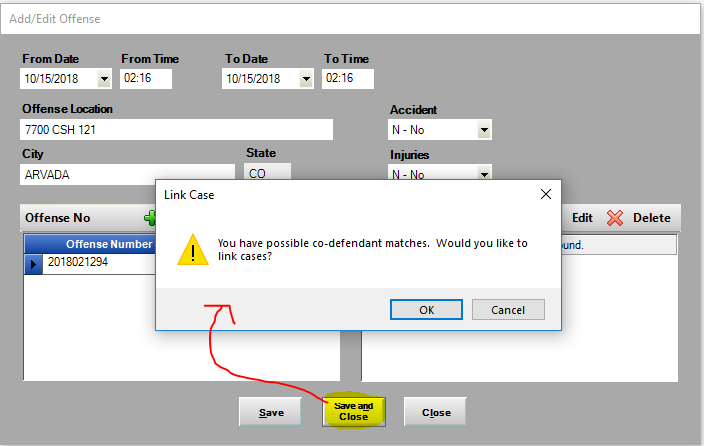 Add/Edit Offense
From Date From Time To Date To Time
10/15/2018 02:16 10/15/2018 02:16
Offense Location Accident
7700 CSH 121 N - No
City State Injuries
ARVADA CO N - No
Link Case
Offense No Edit Delete
Offense Number ound.
2018021294
You have possible co-defendant matches. Would you like to
link cases?
OK Cancel
Save Save and Close Close